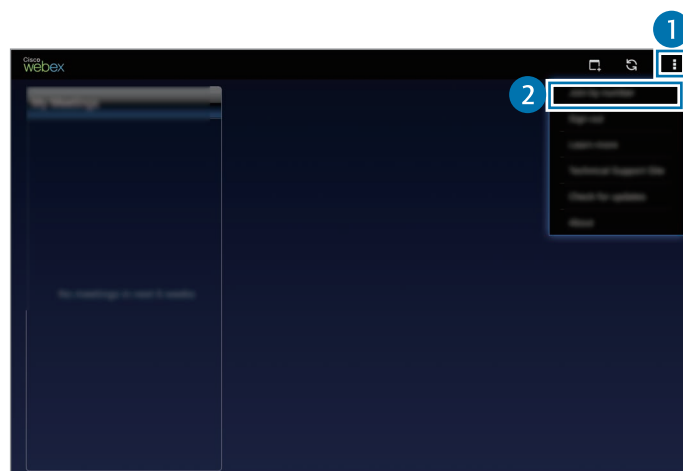 1
Cisco
webex
2
My Meetings
Join by number
Sign out
Learn more
Technical Support Site
Check for updates
About
No meetings in next 2 weeks